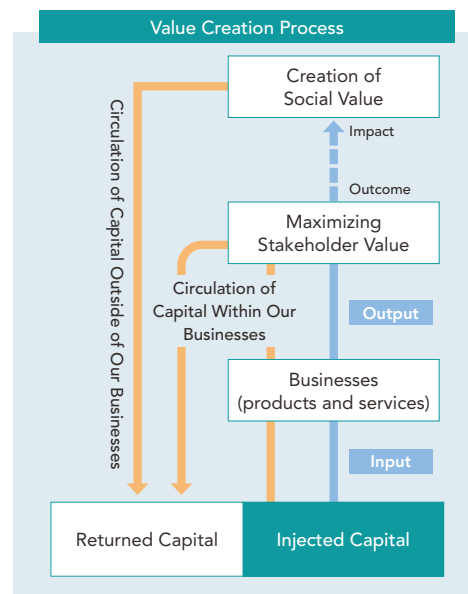 Value Creation Process
Creation of
Social Value
Impact
Outcome
Circulation of Capital Outside of Our Businesses
Maximizing
Stakeholder Value
Circulation of
Capital Within Our
Businesses
Output
Businesses
(products and services)
Input
Returned Capital
Injected Capital